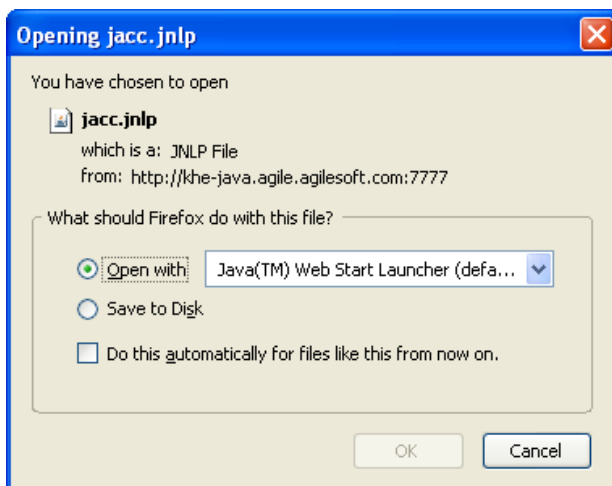 Opening jacc.jnlp
You have chosen to open
jacc.jnlp
which is a: JNLP File
from: http://khe-java.agile.agilesoft.com:7777
What should Firefox do with this file?
Open with Java(TM) Web Start Launcher (defa...
Save to Disk
Do this automatically for files like this from now on.
OK Cancel